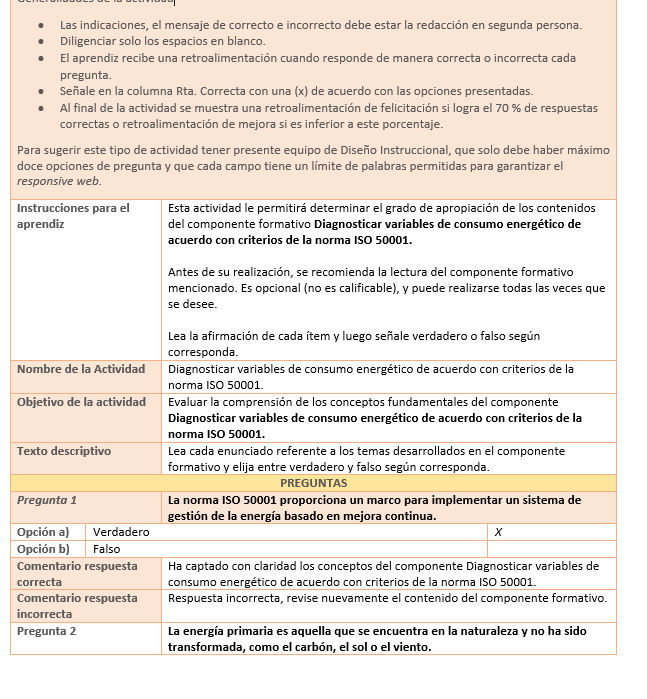 Generalidades de la actividad
● Las indicaciones, el mensaje de correcto e incorrecto debe estar la redacción en segunda persona.
● Diligenciar solo los espacios en blanco.
● El aprendiz recibe una retroalimentación cuando responde de manera correcta o incorrecta cada
pregunta.
● Señale en la columna Rta. Correcta con una (x) de acuerdo con las opciones presentadas.
● Al final de la actividad se muestra una retroalimentación de felicitación si logra el 70 % de respuestas
correctas o retroalimentación de mejora si es inferior a este porcentaje.
Para sugerir este tipo de actividad tener presente equipo de Diseño Instruccional, que solo debe haber máximo
doce opciones de pregunta y que cada campo tiene un límite de palabras permitidas para garantizar el
responsive web.
Instrucciones para el
aprendiz
Esta actividad le permitirá determinar el grado de apropiación de los contenidos
del componente formativo Diagnosticar variables de consumo energético de
acuerdo con criterios de la norma ISO 50001.
Antes de su realización, se recomienda la lectura del componente formativo
mencionado. Es opcional (no es calificable), y puede realizarse todas las veces que
se desee.
Lea la afirmación de cada ítem y luego señale verdadero o falso según
corresponda.
Nombre de la Actividad
Diagnosticar variables de consumo energético de acuerdo con criterios de la
norma ISO 50001.
Objetivo de la actividad
Evaluar la comprensión de los conceptos fundamentales del componente
Diagnosticar variables de consumo energético de acuerdo con criterios de la
norma ISO 50001.
Texto descriptivo
Lea cada enunciado referente a los temas desarrollados en el componente
formativo y elija entre verdadero y falso según corresponda.
PREGUNTAS
Pregunta 1
La norma ISO 50001 proporciona un marco para implementar un sistema de
gestión de la energía basado en mejora continua.
Opción a) Verdadero X
Opción b) Falso
Comentario respuesta
correcta
Ha captado con claridad los conceptos del componente Diagnosticar variables de
consumo energético de acuerdo con criterios de la norma ISO 50001.
Comentario respuesta
incorrecta
Respuesta incorrecta, revise nuevamente el contenido del componente formativo.
Pregunta 2
La energía primaria es aquella que se encuentra en la naturaleza y no ha sido
transformada, como el carbón, el sol o el viento.